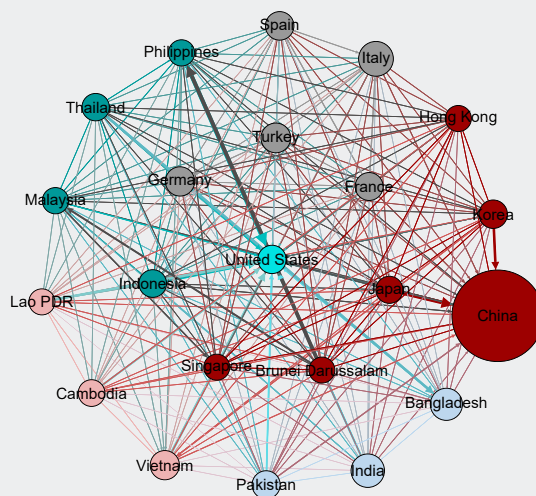 Spain
Philippines
Italy
Thailand
Hong Kong
Turkey
Germany
France
Malaysia
Korea
United States
Indonesia
Japan
Lao PDR
China
Singapore
Brunei Darussalam
Cambodia
Bangladesh
Vietnam
India
Pakistan